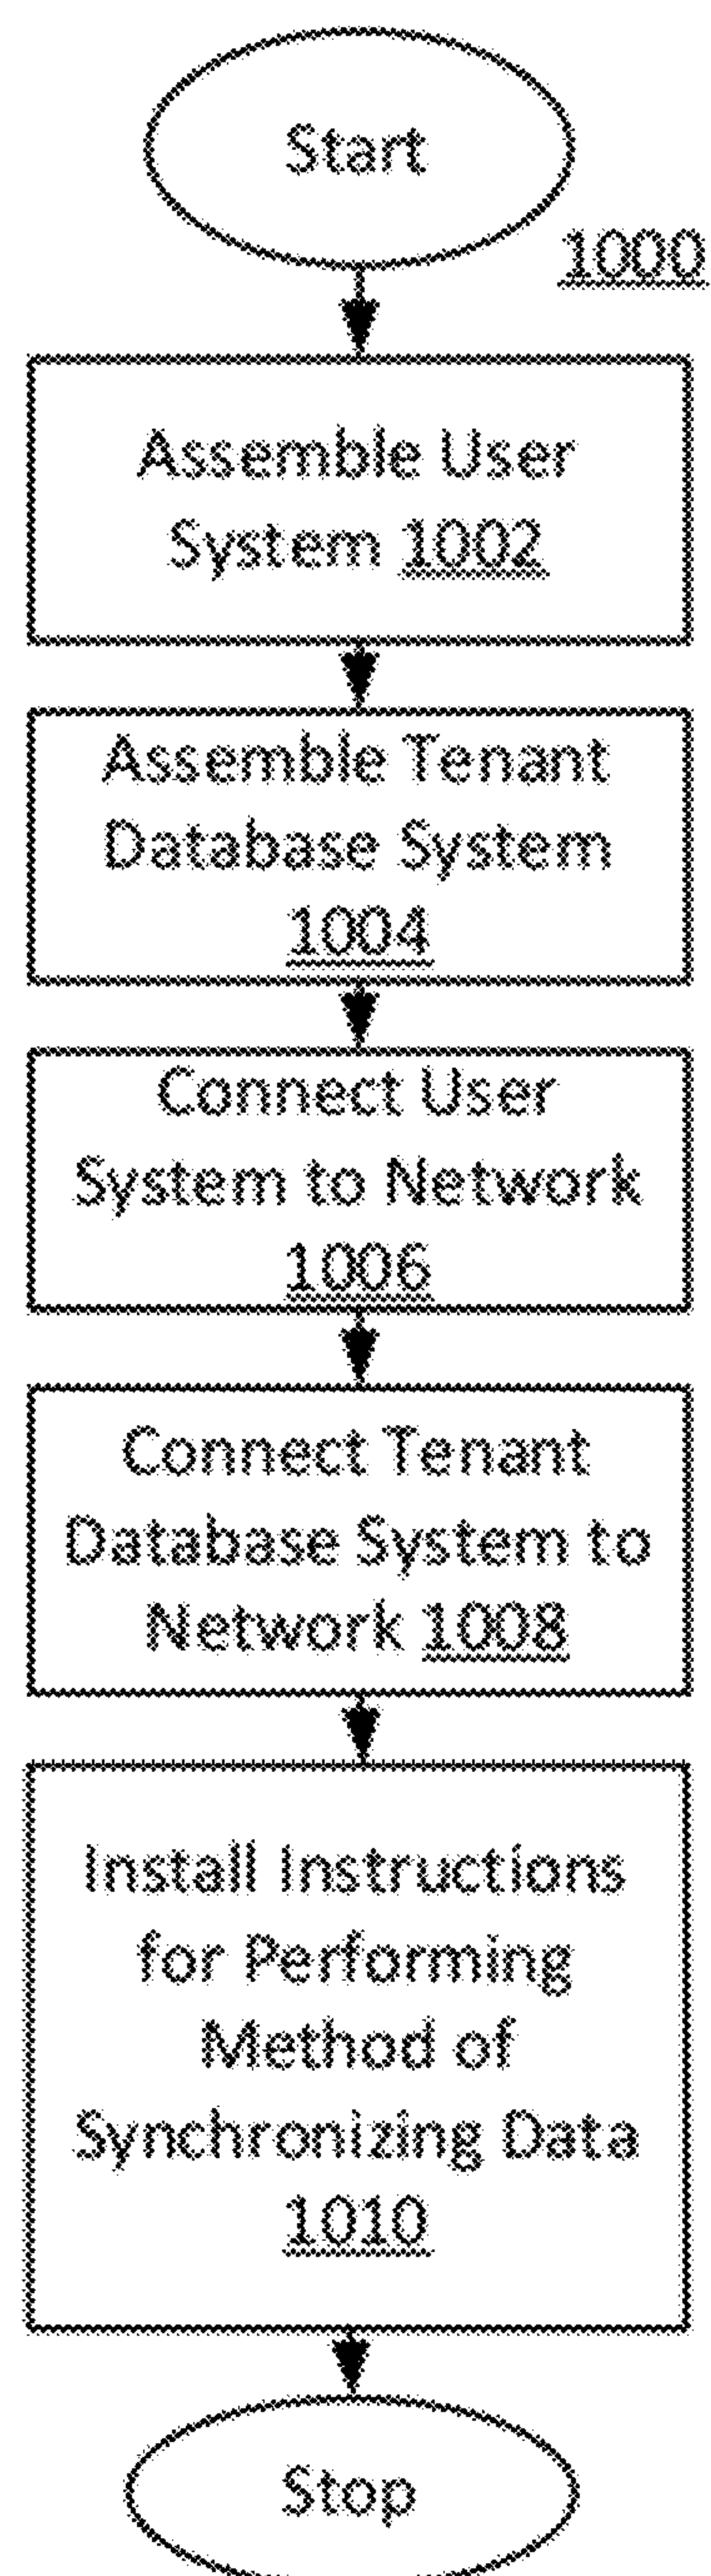 Start
1000
Assemble User
System 1002
Assemble Tenant
Database System
1004
Connect User
System to Network
1006
Connect Tenant
Database System to
Network 1008
Install Instructions
for Performing
Method of
Synchronizing Data
1010
Stop